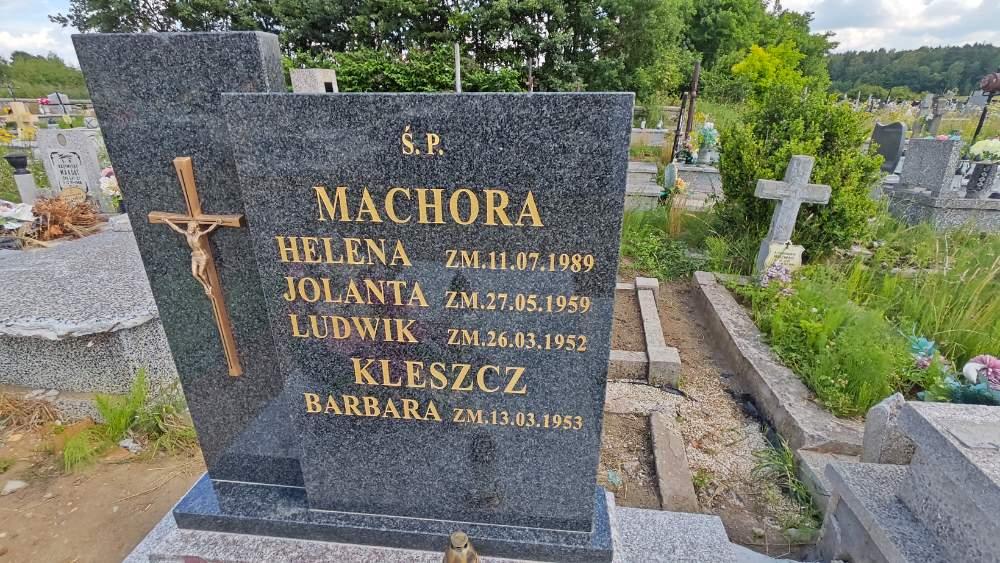 Ś. P.
MACHORA
HELENA ZM.11.07.1989
JOLANTA ZM.27.05.1959
LUDWIK ZM.26.03.1952
KLESZCZ
BARBARA ZM.13.03.1953